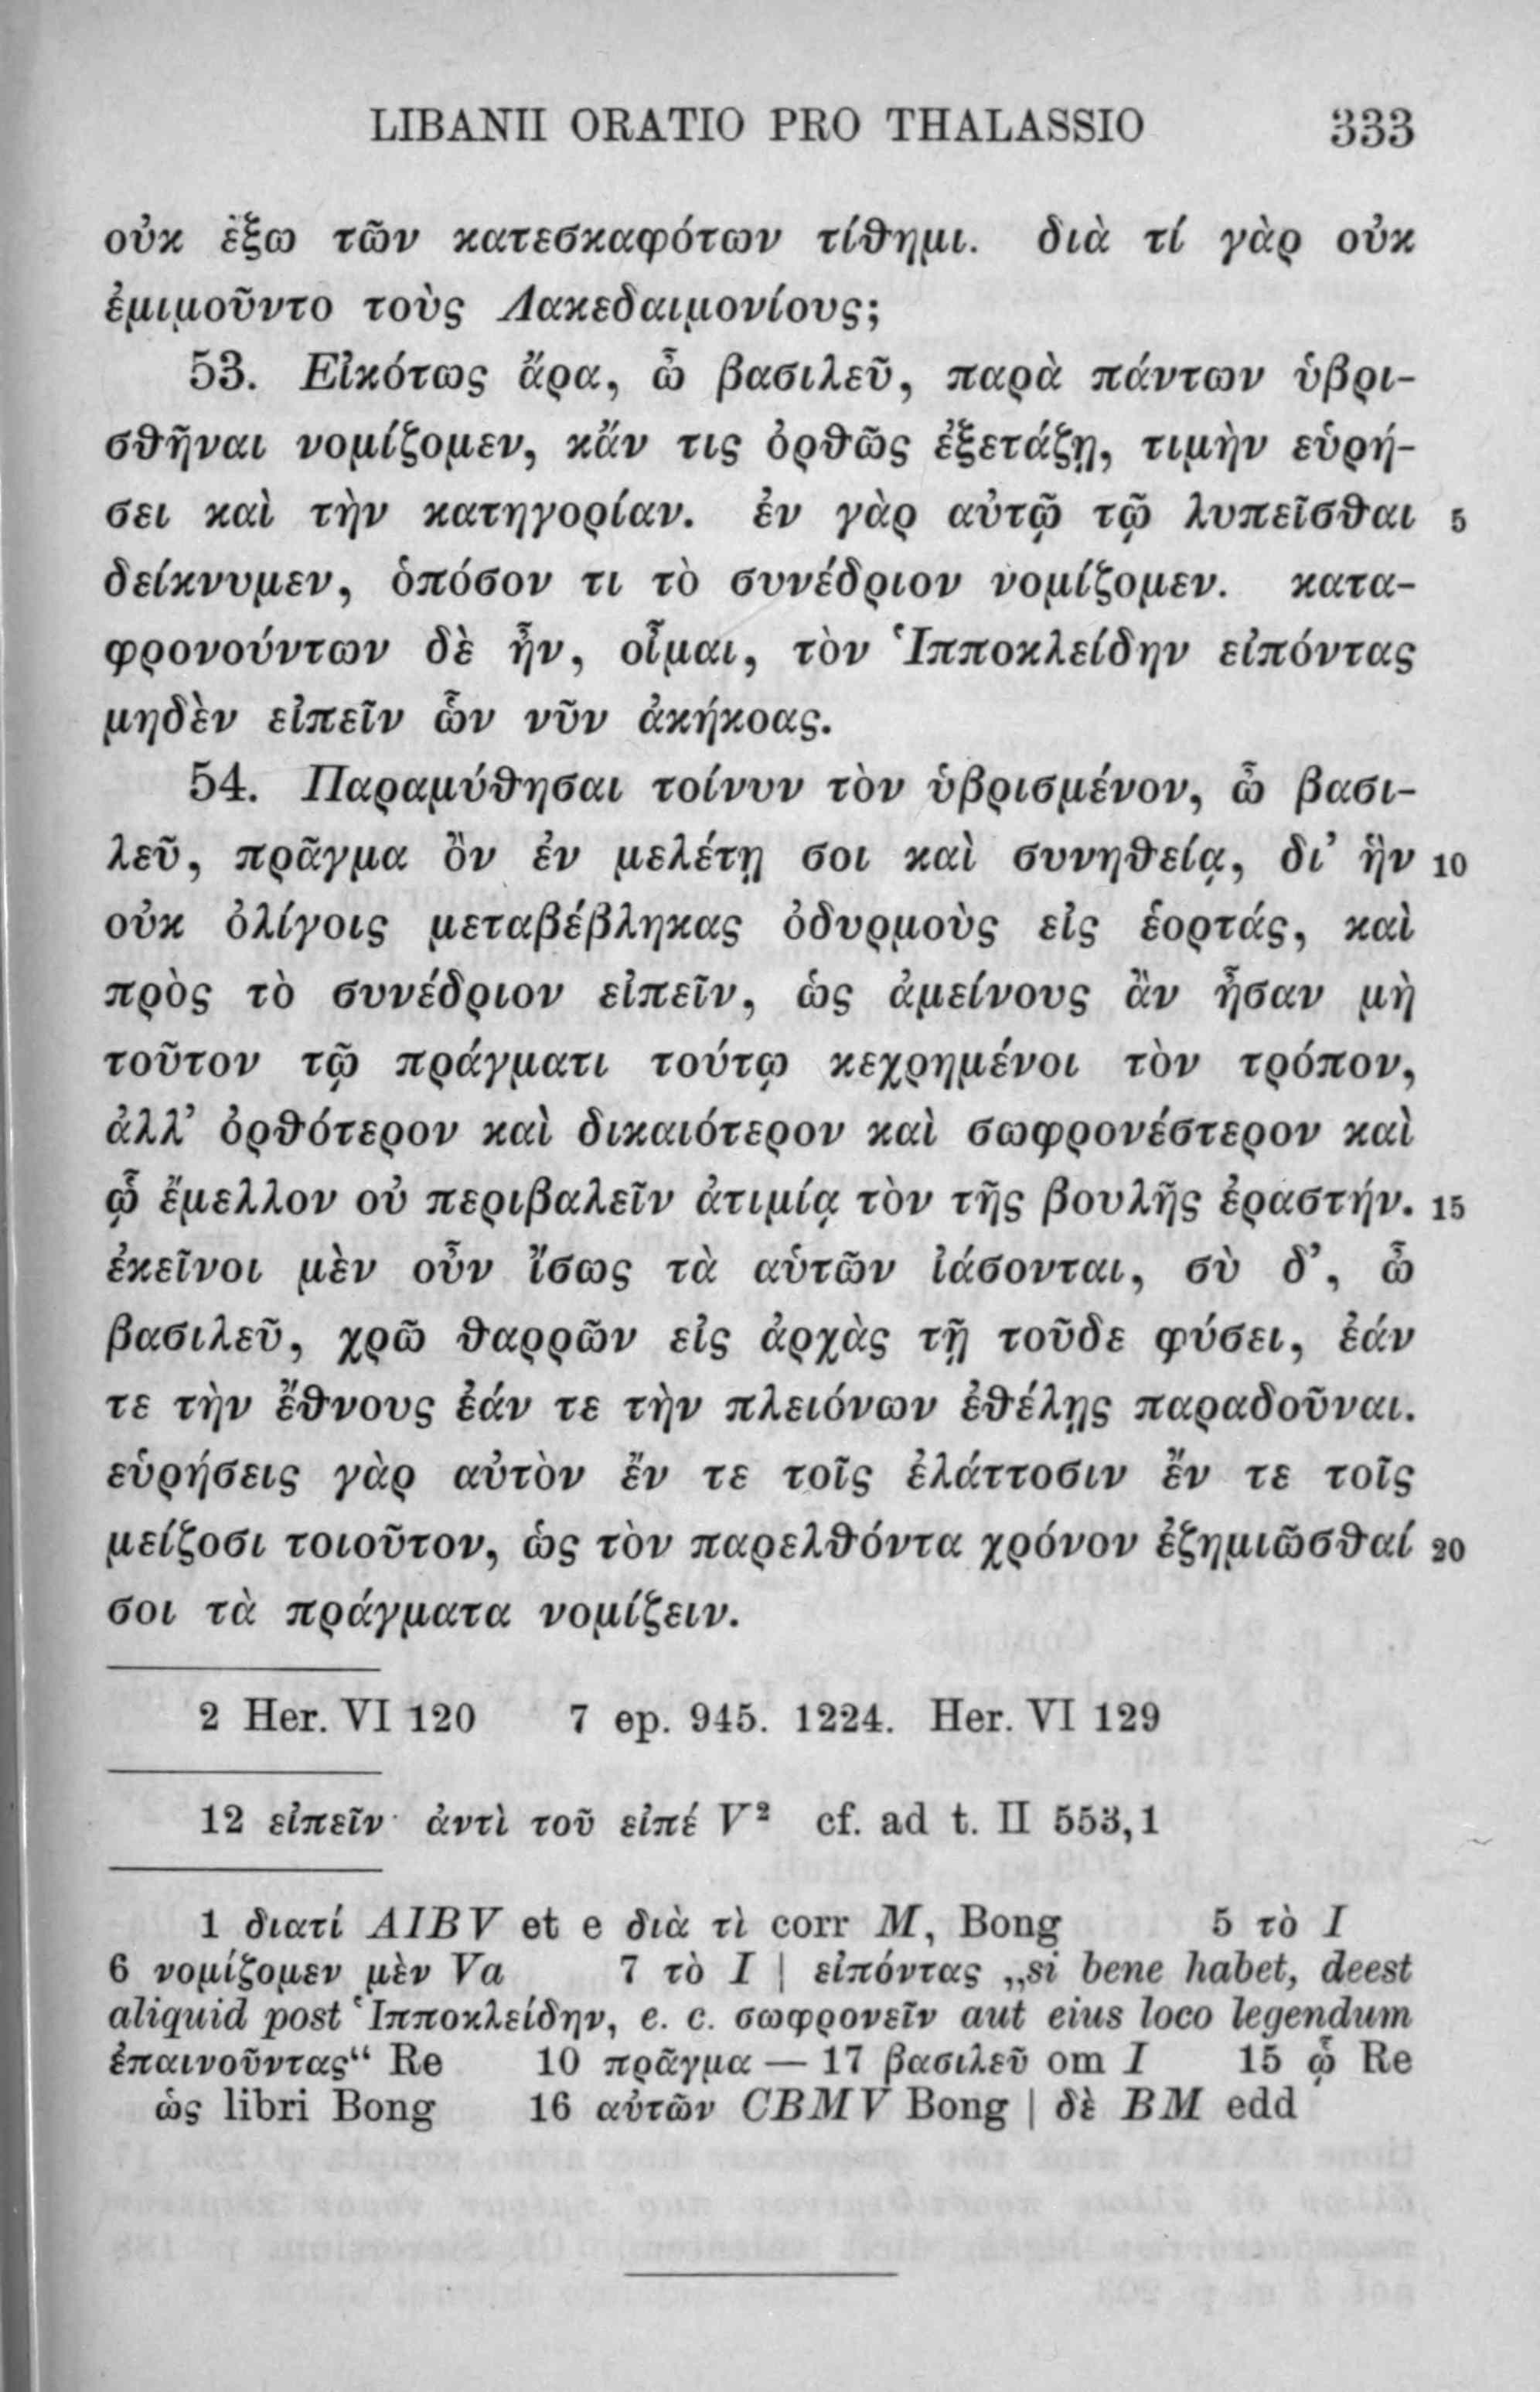 LIBANII ORATIO PRO THALASSIO 333
οὐκ ἔξω τῶν κατεσκαφότων τίθημι. διὰ τί γὰρ οὐκ
ἐμιμοῦντο τοὺς Λακεδαιμονίους;
53. Εἰκότως ἄρα, ὦ βασιλεῦ, παρὰ πάντων ὑβρι-
σθῆναι νομίζομεν, κἄν τις ὀρθῶς ἐξετάζῃ, τιμὴν εὑρή-
σει καὶ τὴν κατηγορίαν. ἐν γὰρ αὐτῷ τῷ λυπεῖσθαι 5
δείκνυμεν, ὁπόσον τι τὸ συνέδριον νομίζομεν. κατα-
φρονούντων δὲ ἦν, οἶμαι, τὸν Ἱπποκλείδην εἰπόντας
μηδὲν εἰπεῖν ὧν νῦν ἀκήκοας.
54. Παραμύθησαι τοίνυν τὸν ὑβρισμένον, ὦ βασι-
λεῦ, πρᾶγμα ὂν ἐν μελέτῃ σοι καὶ συνηθείᾳ, δι’ ἣν 10
οὐκ ὀλίγοις μεταβέβληκας ὀδυρμοὺς εἰς ἑορτάς, καὶ
πρὸς τὸ συνέδριον εἰπεῖν, ὡς ἀμείνους ἂν ἦσαν μὴ
τοῦτον τῷ πράγματι τούτῳ κεχρημένοι τὸν τρόπον,
ἀλλ’ ὀρθότερον καὶ δικαιότερον καὶ σωφρονέστερον καὶ
ᾧ ἔμελλον οὐ περιβαλεῖν ἀτιμίᾳ τὸν τῆς βουλῆς ἐραστήν. 15
ἐκεῖνοι μὲν οὖν ἴσως τὰ αὑτῶν ἰάσονται, σὺ δ’, ὦ
βασιλεῦ, χρῶ θαρρῶν εἰς ἀρχὰς τῇ τοῦδε φύσει, ἐάν
τε τὴν ἔθνους ἐάν τε τὴν πλειόνων ἐθέλῃς παραδοῦναι.
εὑρήσεις γὰρ αὐτὸν ἔν τε τοῖς ἐλάττοσιν ἔν τε τοῖς
μείζοσι τοιοῦτον, ὡς τὸν παρελθόντα χρόνον ἐζημιῶσθαί 20
σοι τὰ πράγματα νομίζειν.
2 Her. VI 120 7 ep. 945. 1224. Her. VI 129
12 εἰπεῖν· ἀντὶ τοῦ εἰπέ V² cf. ad t. II 553,1
1 διατί AIBV et e διὰ τὶ corr M, Bong 5 τὸ I
6 νομίζομεν μὲν Va 7 τὸ I | εἰπόντας „si bene habet, deest
aliquid post Ἱπποκλείδην, e. c. σωφρονεῖν aut eius loco legendum
ἐπαινοῦντας“ Re 10 πρᾶγμα — 17 βασιλεῦ om I 15 ᾧ Re
ὡς libri Bong 16 αὐτῶν CBMV Bong | δὲ BM edd